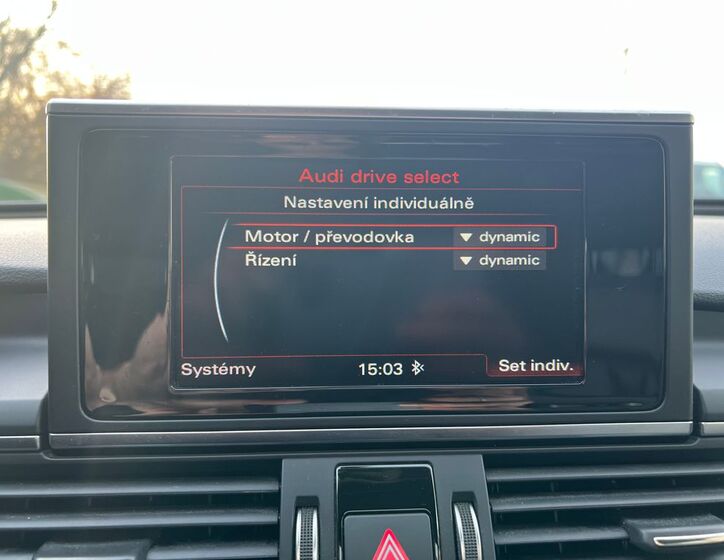 Audi drive select
Nastavení individuálně
Motor / převodovka ▼ dynamic
Řízení ▼ dynamic
Systémy 15:03 Set indiv.